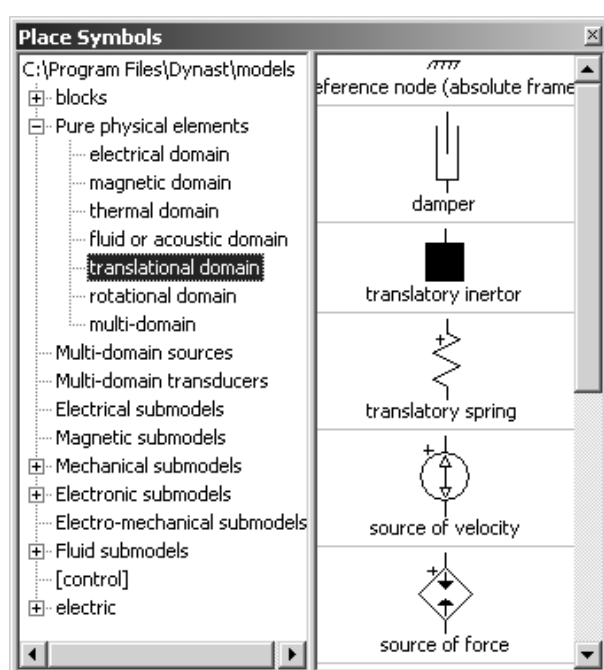 Place Symbols
C:\Program Files\Dynast\models
blocks
Pure physical elements
electrical domain
magnetic domain
thermal domain
fluid or acoustic domain
translational domain
rotational domain
multi-domain
Multi-domain sources
Multi-domain transducers
Electrical submodels
Magnetic submodels
Mechanical submodels
Electronic submodels
Electro-mechanical submodels
Fluid submodels
[control]
electric
eference node (absolute frame
damper
translatory inertor
translatory spring
source of velocity
source of force